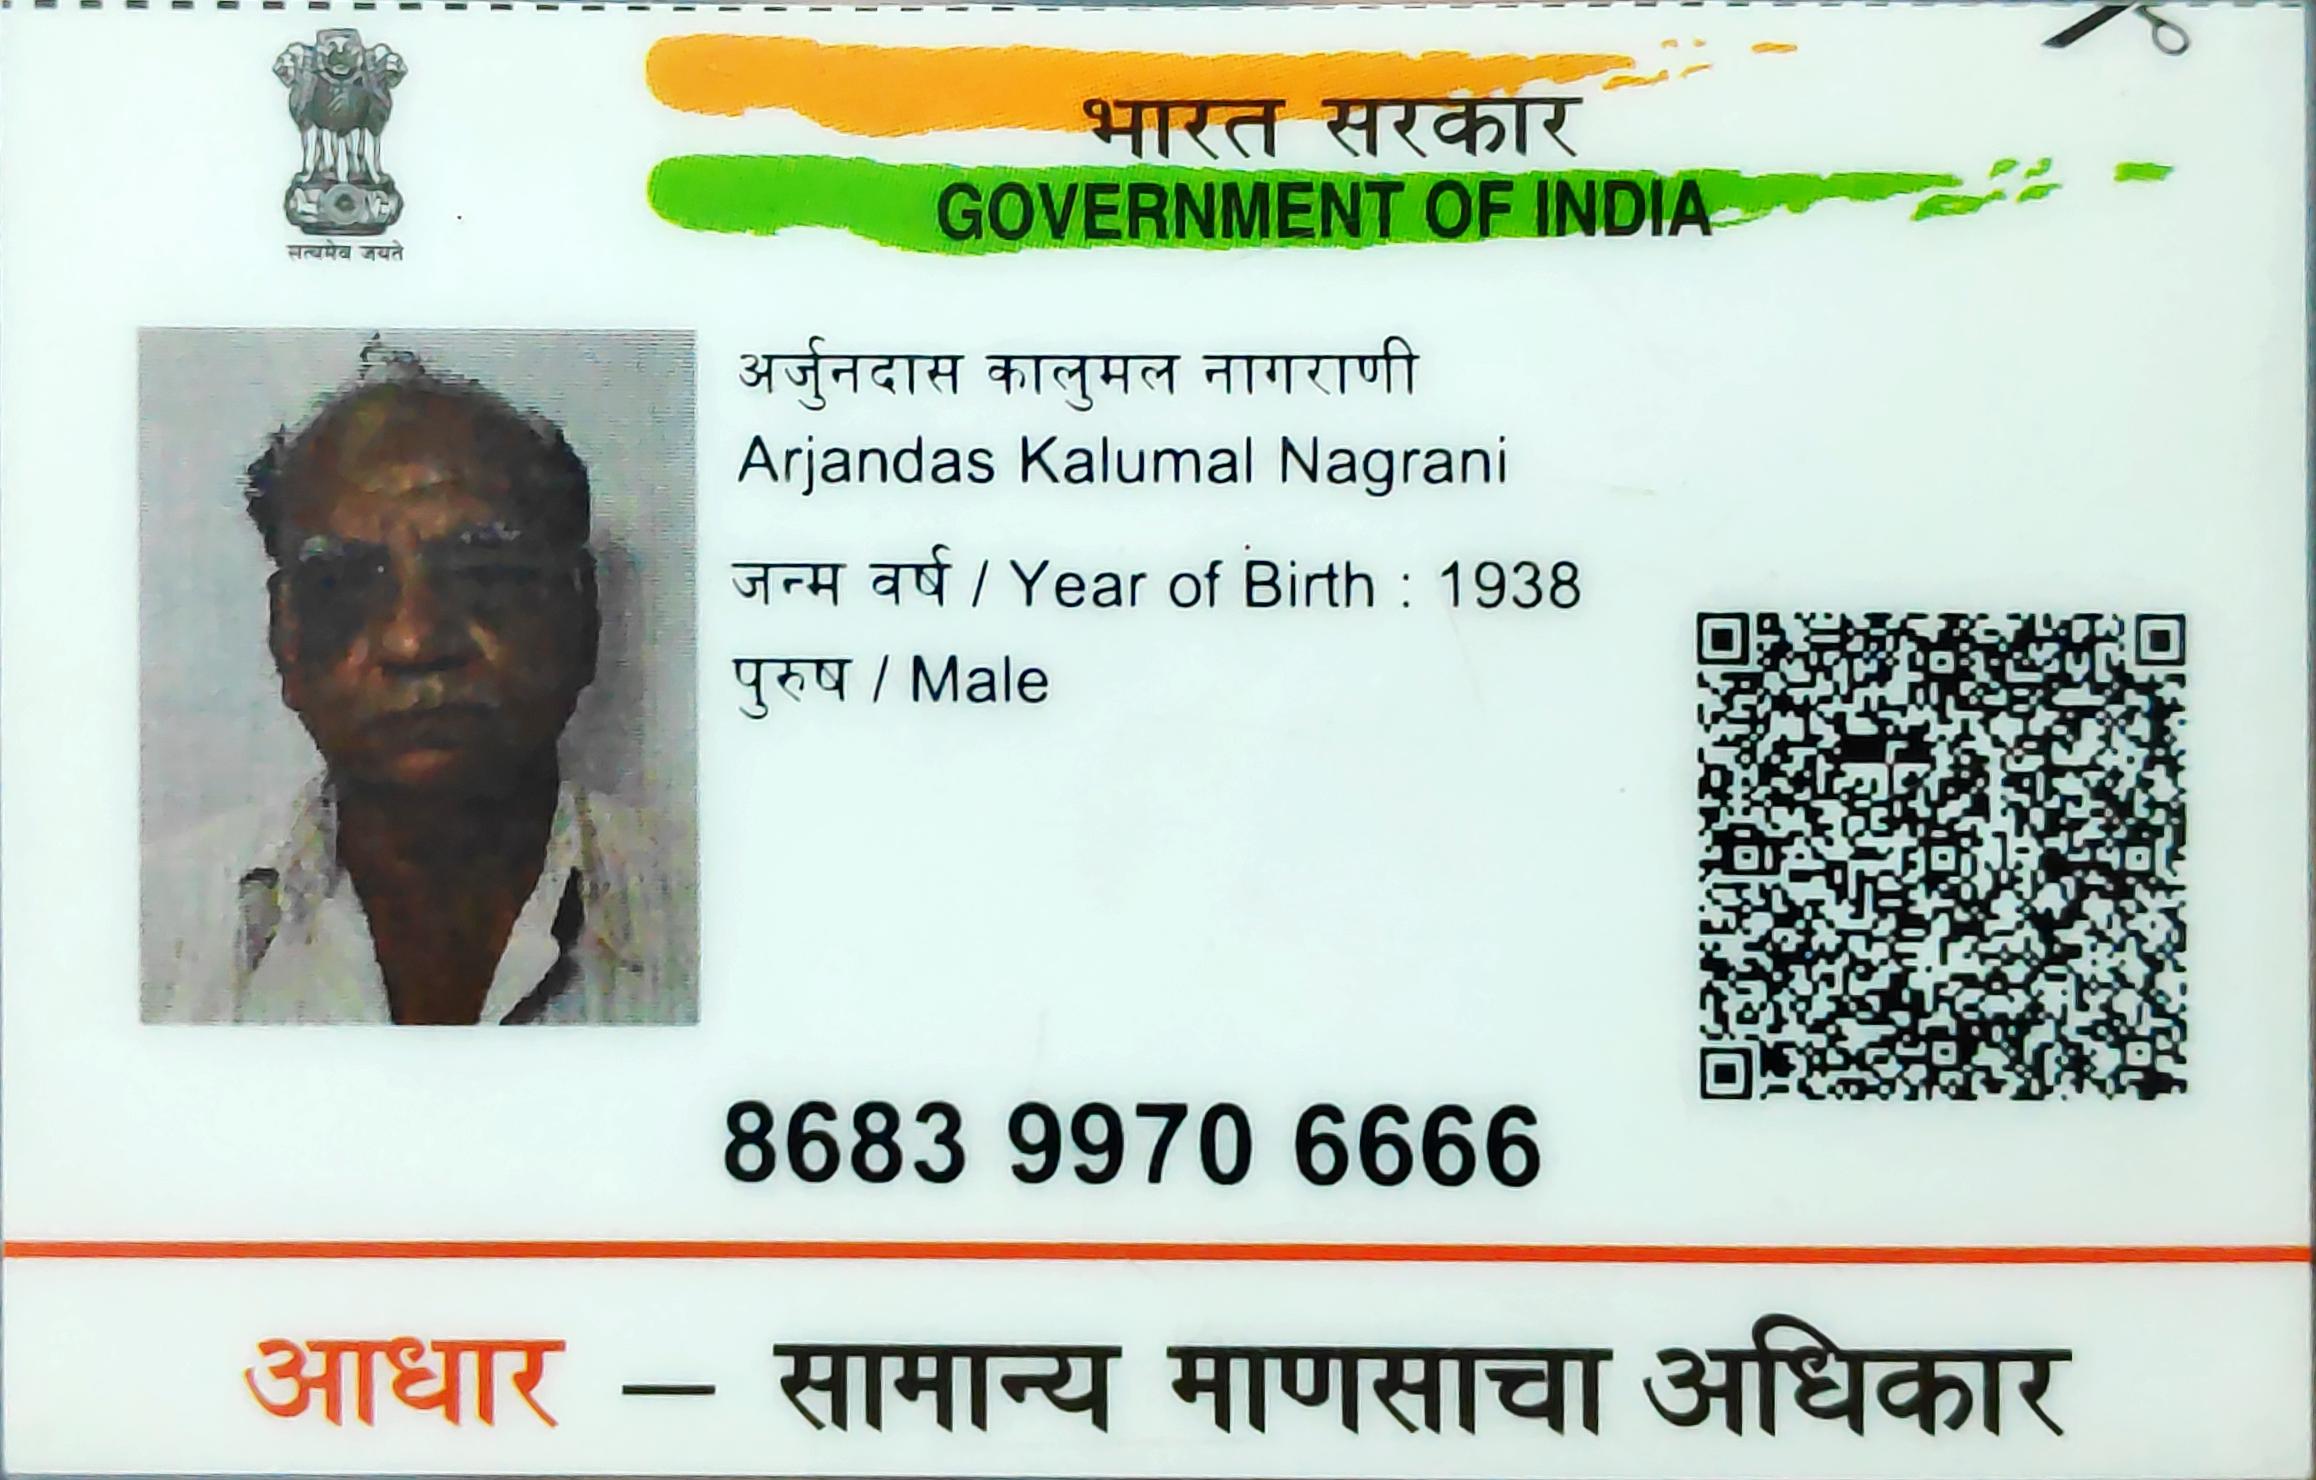 भारत सरकार
GOVERNMENT OF INDIA
सत्यमेव जयते
अर्जुनदास कालुमल नागराणी
Arjandas Kalumal Nagrani
जन्म वर्ष / Year of Birth : 1938
पुरुष / Male
8683 9970 6666
आधार — सामान्य माणसाचा अधिकार